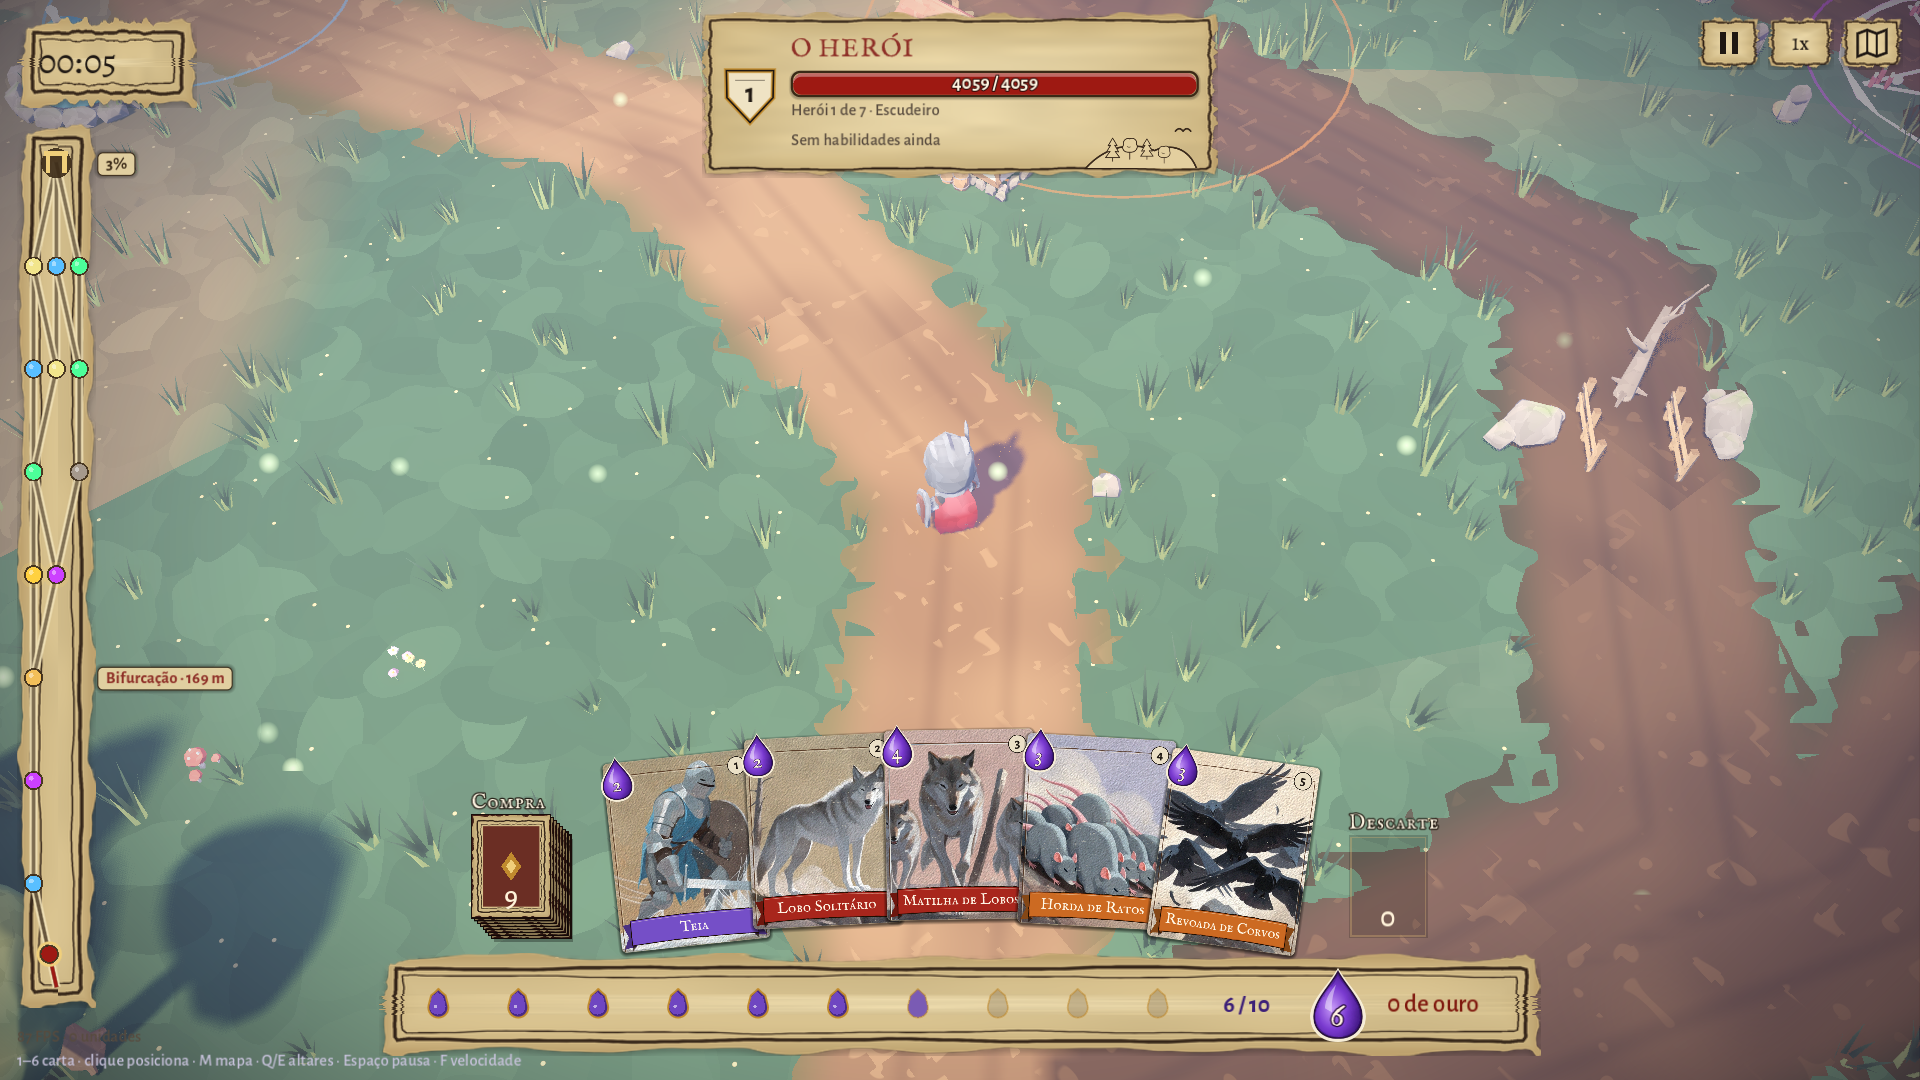 00:05
O HERÓI
1
4059 / 4059
Herói 1 de 7 · Escudeiro
Sem habilidades ainda
1x
3%
Bifurcação · 169 m
Compra
9
2
1
Teia
2
2
Lobo Solitário
4
3
Matilha de Lobos
3
4
Horda de Ratos
3
5
Revoada de Corvos
Descarte
0
6 / 10
6
0 de ouro
1–6 carta · clique posiciona · M mapa · Q/E altares · Espaço pausa · F velocidade